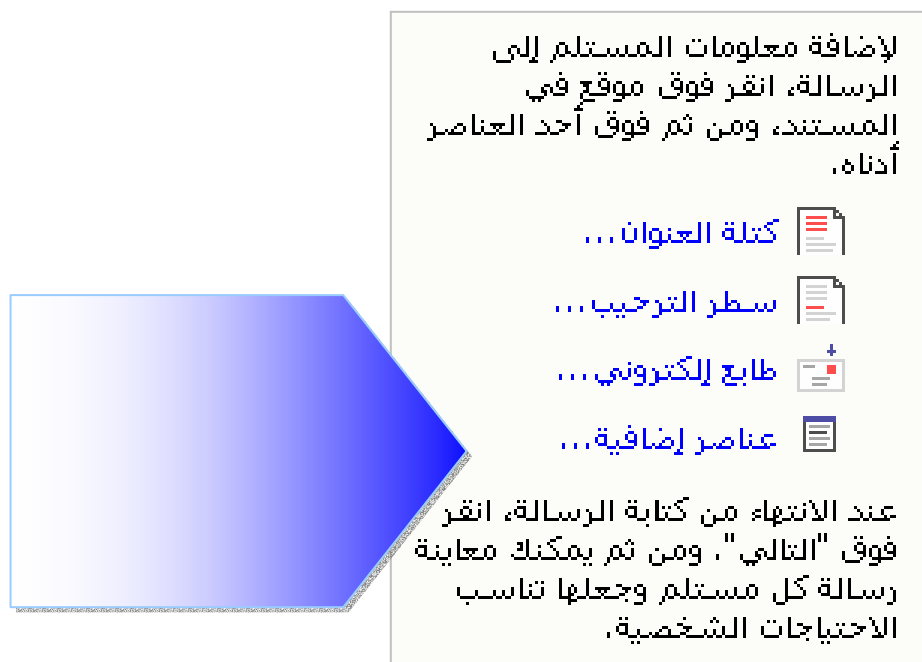 لإضافة معلومات المستلم إلى
الرسالة، انقر فوق موقع في
المستند، ومن ثم فوق أحد العناصر
أدناه.
كتلة العنوان...
سطر الترحيب...
طابع إلكتروني...
عناصر إضافية...
عند الانتهاء من كتابة الرسالة، انقر
فوق "التالي". ومن ثم يمكنك معاينة
رسالة كل مستلم وجعلها تناسب
الاحتياجات الشخصية.